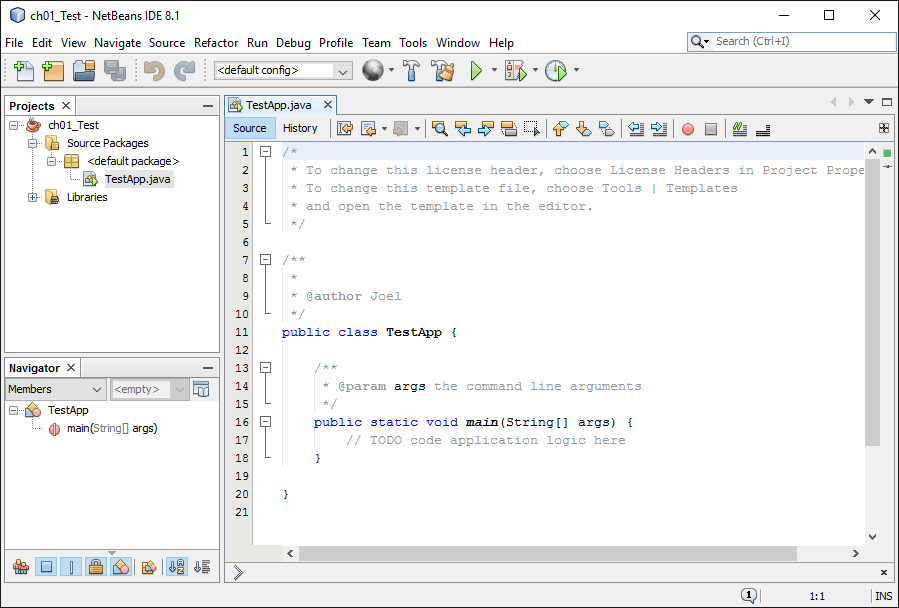 ch01_Test - NetBeans IDE 8.1
File Edit View Navigate Source Refactor Run Debug Profile Team Tools Window Help
Search (Ctrl+I)
<default config>
Projects
ch01_Test
Source Packages
<default package>
TestApp.java
Libraries
Navigator
Members
<empty>
TestApp
main(String[] args)
TestApp.java
Source History
1 /*
2 * To change this license header, choose License Headers in Project Prope
3 * To change this template file, choose Tools | Templates
4 * and open the template in the editor.
5 */
6
7 /**
8 *
9 * @author Joel
10 */
11 public class TestApp {
12
13 /**
14 * @param args the command line arguments
15 */
16 public static void main(String[] args) {
17 // TODO code application logic here
18 }
19
20 }
21
1
1:1
INS